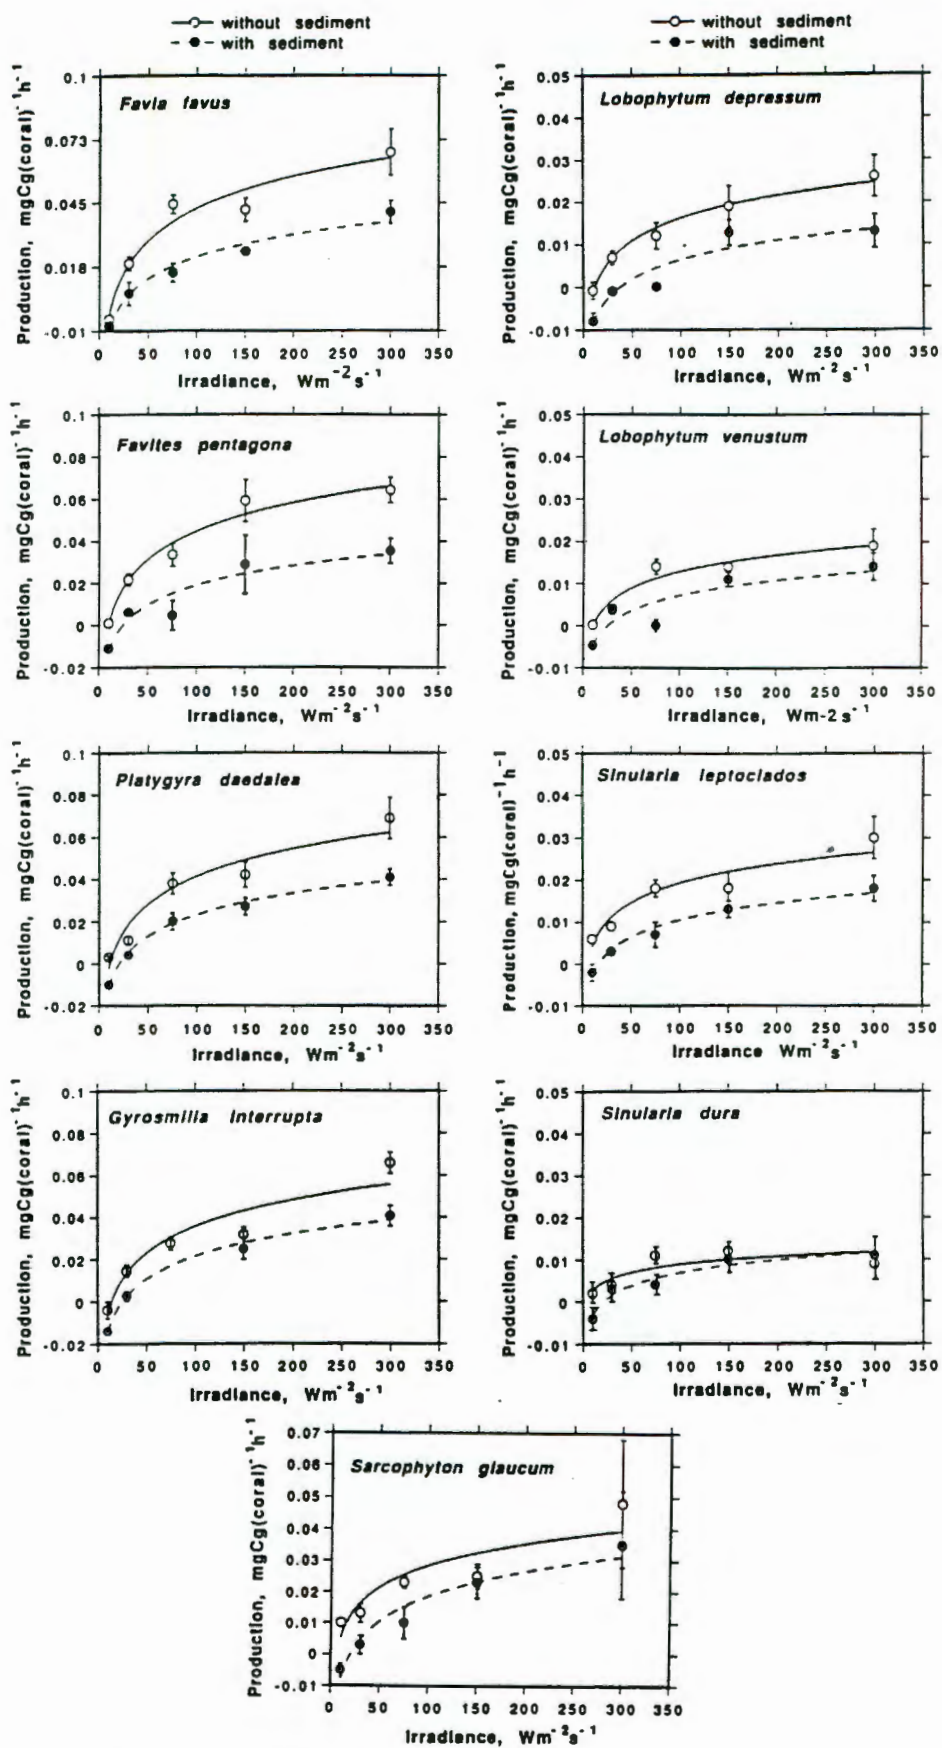 without sediment
with sediment
without sediment
with sediment
Favia favus
Production, mgCg(coral)⁻¹h⁻¹
0.1
0.073
0.045
0.018
-0.01
0 50 100 150 200 250 300 350
Irradiance, Wm⁻²s⁻¹
Lobophytum depressum
Production, mgCg(coral)⁻¹h⁻¹
0.05
0.04
0.03
0.02
0.01
0
-0.01
0 50 100 150 200 250 300 350
Irradiance, Wm⁻²s⁻¹
Favites pentagona
Production, mgCg(coral)⁻¹h⁻¹
0.1
0.08
0.06
0.04
0.02
0
-0.02
0 50 100 150 200 250 300 350
Irradiance, Wm⁻²s⁻¹
Lobophytum venustum
Production, mgCg(coral)⁻¹h⁻¹
0.05
0.04
0.03
0.02
0.01
0
-0.01
0 50 100 150 200 250 300 350
Irradiance, Wm-2s⁻¹
Platygyra daedalea
Production, mgCg(coral)⁻¹h⁻¹
0.1
0.08
0.06
0.04
0.02
0
-0.02
0 50 100 150 200 250 300 350
Irradiance, Wm⁻²s⁻¹
Sinularia leptoclados
Production, mgCg(coral)⁻¹h⁻¹
0.05
0.04
0.03
0.02
0.01
0
-0.01
0 50 100 150 200 250 300 350
Irradiance Wm⁻²s⁻¹
Gyrosmilia interrupta
Production, mgCg(coral)⁻¹h⁻
0.1
0.08
0.06
0.04
0.02
0
-0.02
0 50 100 150 200 250 300 350
Irradiance, Wm⁻²s⁻¹
Sinularia dura
Production, mgCg(coral)⁻¹h⁻
0.05
0.04
0.03
0.02
0.01
0
-0.01
0 50 100 150 200 250 300 350
Irradiance, Wm⁻²s⁻¹
Sarcophyton glaucum
Production, mgCg(coral)⁻¹h⁻¹
0.07
0.06
0.05
0.04
0.03
0.02
0.01
0
-0.01
0 50 100 150 200 250 300 350
Irradiance, Wm⁻²s⁻¹